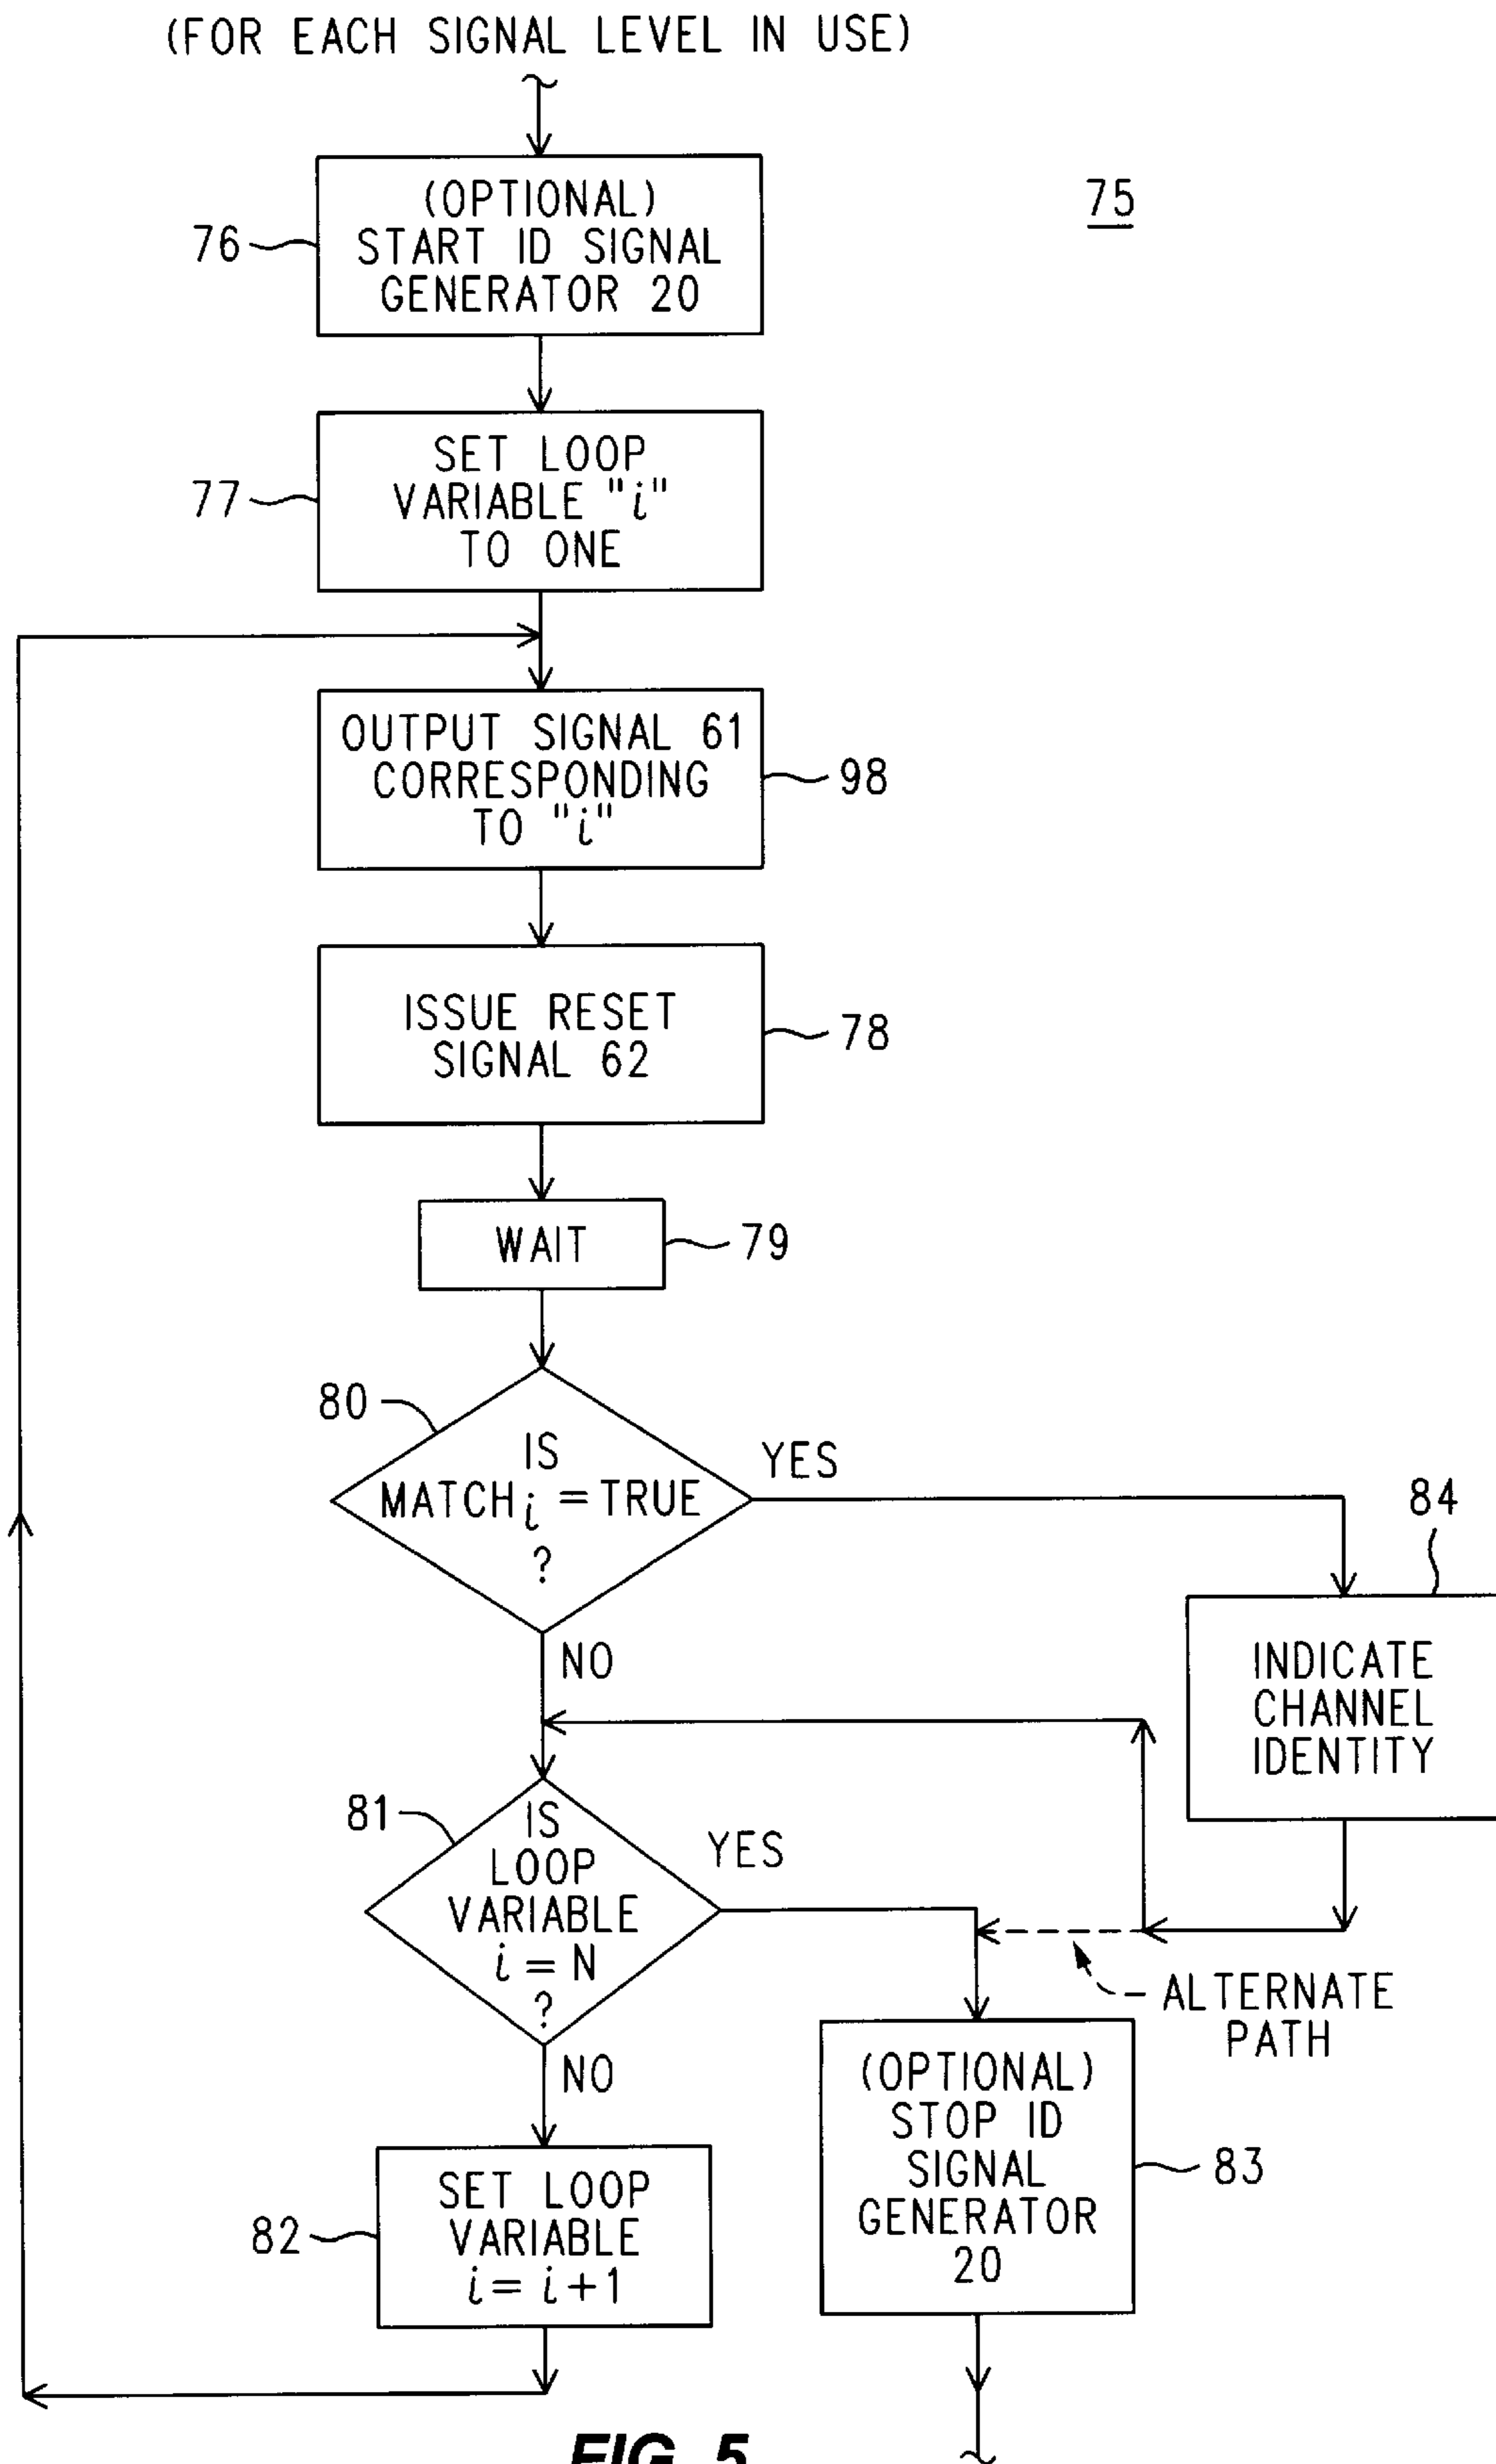 (FOR EACH SIGNAL LEVEL IN USE)
75
(OPTIONAL)
START ID SIGNAL
GENERATOR 20
76
SET LOOP
VARIABLE "i"
TO ONE
77
OUTPUT SIGNAL 61
CORRESPONDING
TO "i"
98
ISSUE RESET
SIGNAL 62
78
WAIT
79
80
IS
MATCH i = TRUE
?
YES
NO
84
INDICATE
CHANNEL
IDENTITY
81
IS
LOOP
VARIABLE
i = N
?
YES
NO
ALTERNATE
PATH
(OPTIONAL)
STOP ID
SIGNAL
GENERATOR
20
83
SET LOOP
VARIABLE
i = i+1
82
FIG. 5